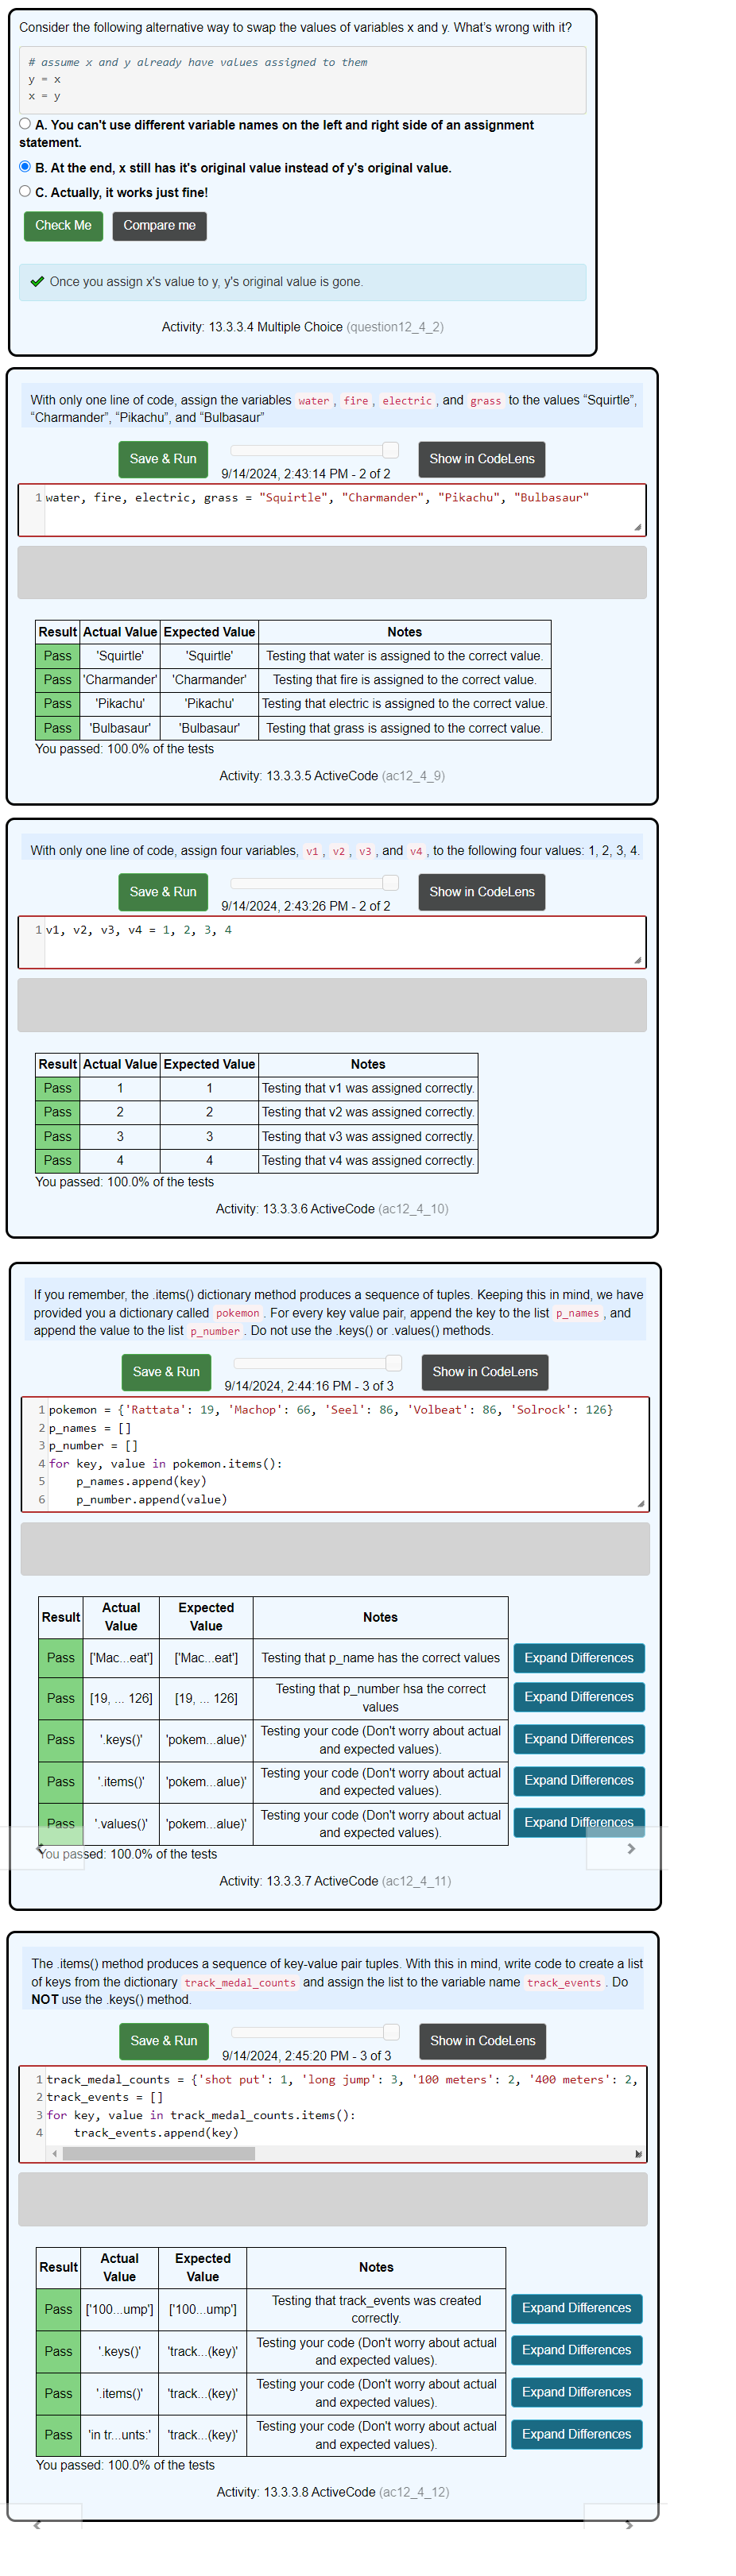 Consider the following alternative way to swap the values of variables x and y. What’s wrong with it?
# assume x and y already have values assigned to them
y = x
x = y
A. You can't use different variable names on the left and right side of an assignment
statement.
B. At the end, x still has it's original value instead of y's original value.
C. Actually, it works just fine!
Check Me Compare me
Once you assign x's value to y, y's original value is gone.
Activity: 13.3.3.4 Multiple Choice (question12_4_2)
With only one line of code, assign the variables water , fire , electric , and grass to the values “Squirtle”,
“Charmander”, “Pikachu”, and “Bulbasaur”
Save & Run Show in CodeLens
9/14/2024, 2:43:14 PM - 2 of 2
1 water, fire, electric, grass = "Squirtle", "Charmander", "Pikachu", "Bulbasaur"
Result Actual Value Expected Value Notes
Pass 'Squirtle' 'Squirtle' Testing that water is assigned to the correct value.
Pass 'Charmander' 'Charmander' Testing that fire is assigned to the correct value.
Pass 'Pikachu' 'Pikachu' Testing that electric is assigned to the correct value.
Pass 'Bulbasaur' 'Bulbasaur' Testing that grass is assigned to the correct value.
You passed: 100.0% of the tests
Activity: 13.3.3.5 ActiveCode (ac12_4_9)
With only one line of code, assign four variables, v1 , v2 , v3 , and v4 , to the following four values: 1, 2, 3, 4.
Save & Run Show in CodeLens
9/14/2024, 2:43:26 PM - 2 of 2
1 v1, v2, v3, v4 = 1, 2, 3, 4
Result Actual Value Expected Value Notes
Pass 1 1 Testing that v1 was assigned correctly.
Pass 2 2 Testing that v2 was assigned correctly.
Pass 3 3 Testing that v3 was assigned correctly.
Pass 4 4 Testing that v4 was assigned correctly.
You passed: 100.0% of the tests
Activity: 13.3.3.6 ActiveCode (ac12_4_10)
If you remember, the .items() dictionary method produces a sequence of tuples. Keeping this in mind, we have
provided you a dictionary called pokemon . For every key value pair, append the key to the list p_names , and
append the value to the list p_number . Do not use the .keys() or .values() methods.
Save & Run Show in CodeLens
9/14/2024, 2:44:16 PM - 3 of 3
1 pokemon = {'Rattata': 19, 'Machop': 66, 'Seel': 86, 'Volbeat': 86, 'Solrock': 126}
2 p_names = []
3 p_number = []
4 for key, value in pokemon.items():
5 p_names.append(key)
6 p_number.append(value)
Result Actual Value Expected Value Notes
Pass ['Mac...eat'] ['Mac...eat'] Testing that p_name has the correct values Expand Differences
Pass [19, ... 126] [19, ... 126] Testing that p_number hsa the correct values Expand Differences
Pass '.keys()' 'pokem...alue)' Testing your code (Don't worry about actual and expected values). Expand Differences
Pass '.items()' 'pokem...alue)' Testing your code (Don't worry about actual and expected values). Expand Differences
Pass '.values()' 'pokem...alue)' Testing your code (Don't worry about actual and expected values). Expand Differences
You passed: 100.0% of the tests
Activity: 13.3.3.7 ActiveCode (ac12_4_11)
The .items() method produces a sequence of key-value pair tuples. With this in mind, write code to create a list
of keys from the dictionary track_medal_counts and assign the list to the variable name track_events . Do
NOT use the .keys() method.
Save & Run Show in CodeLens
9/14/2024, 2:45:20 PM - 3 of 3
1 track_medal_counts = {'shot put': 1, 'long jump': 3, '100 meters': 2, '400 meters': 2,
2 track_events = []
3 for key, value in track_medal_counts.items():
4 track_events.append(key)
Result Actual Value Expected Value Notes
Pass ['100...ump'] ['100...ump'] Testing that track_events was created correctly. Expand Differences
Pass '.keys()' 'track...(key)' Testing your code (Don't worry about actual and expected values). Expand Differences
Pass '.items()' 'track...(key)' Testing your code (Don't worry about actual and expected values). Expand Differences
Pass 'in tr...unts:' 'track...(key)' Testing your code (Don't worry about actual and expected values). Expand Differences
You passed: 100.0% of the tests
Activity: 13.3.3.8 ActiveCode (ac12_4_12)